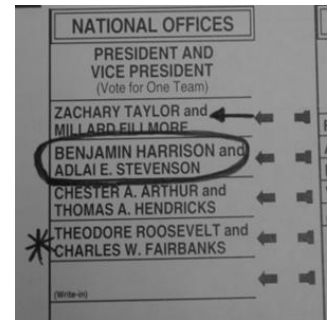 NATIONAL OFFICES
PRESIDENT AND
VICE PRESIDENT
(Vote for One Team)
ZACHARY TAYLOR and
MILLARD FILLMORE
BENJAMIN HARRISON and
ADLAI E. STEVENSON
CHESTER A. ARTHUR and
THOMAS A. HENDRICKS
THEODORE ROOSEVELT and
CHARLES W. FAIRBANKS
(Write-in)